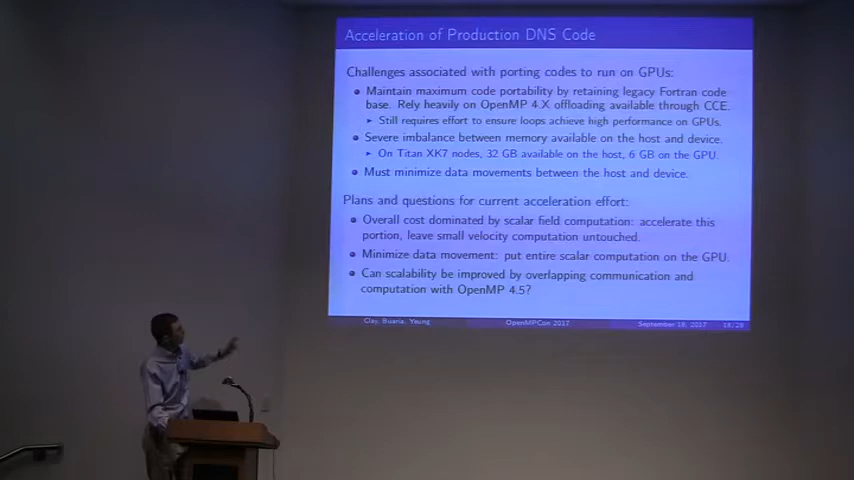 Acceleration of Production DNS Code
Challenges associated with porting codes to run on GPUs:
Maintain maximum code portability by retaining legacy Fortran code
base. Rely heavily on OpenMP 4.X offloading available through CCE.
Still requires effort to ensure loops achieve high performance on GPUs.
Severe imbalance between memory available on the host and device.
On Titan XK7 nodes, 32 GB available on the host, 6 GB on the GPU.
Must minimize data movements between the host and device.
Plans and questions for current acceleration effort:
Overall cost dominated by scalar field computation: accelerate this
portion, leave small velocity computation untouched.
Minimize data movement: put entire scalar computation on the GPU.
Can scalability be improved by overlapping communication and
computation with OpenMP 4.5?
Clay, Buaria, Yeung OpenMPCon 2017 September 19, 2017 18/28